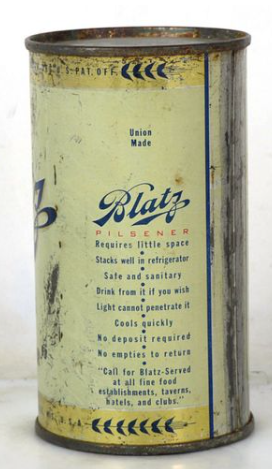 U.S. PAT. OFF.
Union
Made
Blatz
PILSENER
Requires little space
Stacks well in refrigerator
Safe and sanitary
Drink from it if you wish
Light cannot penetrate it
Cools quickly
No deposit required
No empties to return
"Call for Blatz-Served
at all fine food
establishments, taverns,
hotels, and clubs."
U.S.A.